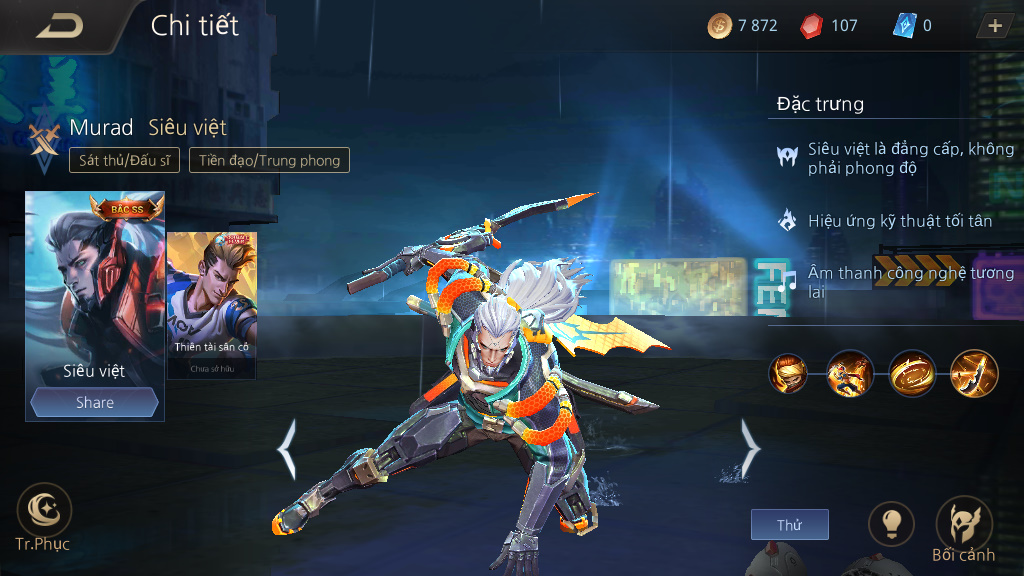 Chi tiết
7 872
107
0
Murad Siêu việt
Sát thủ/Đấu sĩ
Tiền đạo/Trung phong
BẬC SS
Siêu việt
Share
Thiên tài sân cỏ
Chưa sở hữu
Đặc trưng
Siêu việt là đẳng cấp, không
phải phong độ
Hiệu ứng kỹ thuật tối tân
Âm thanh công nghệ tương
lai
Thử
Tr.Phục
Bối cảnh